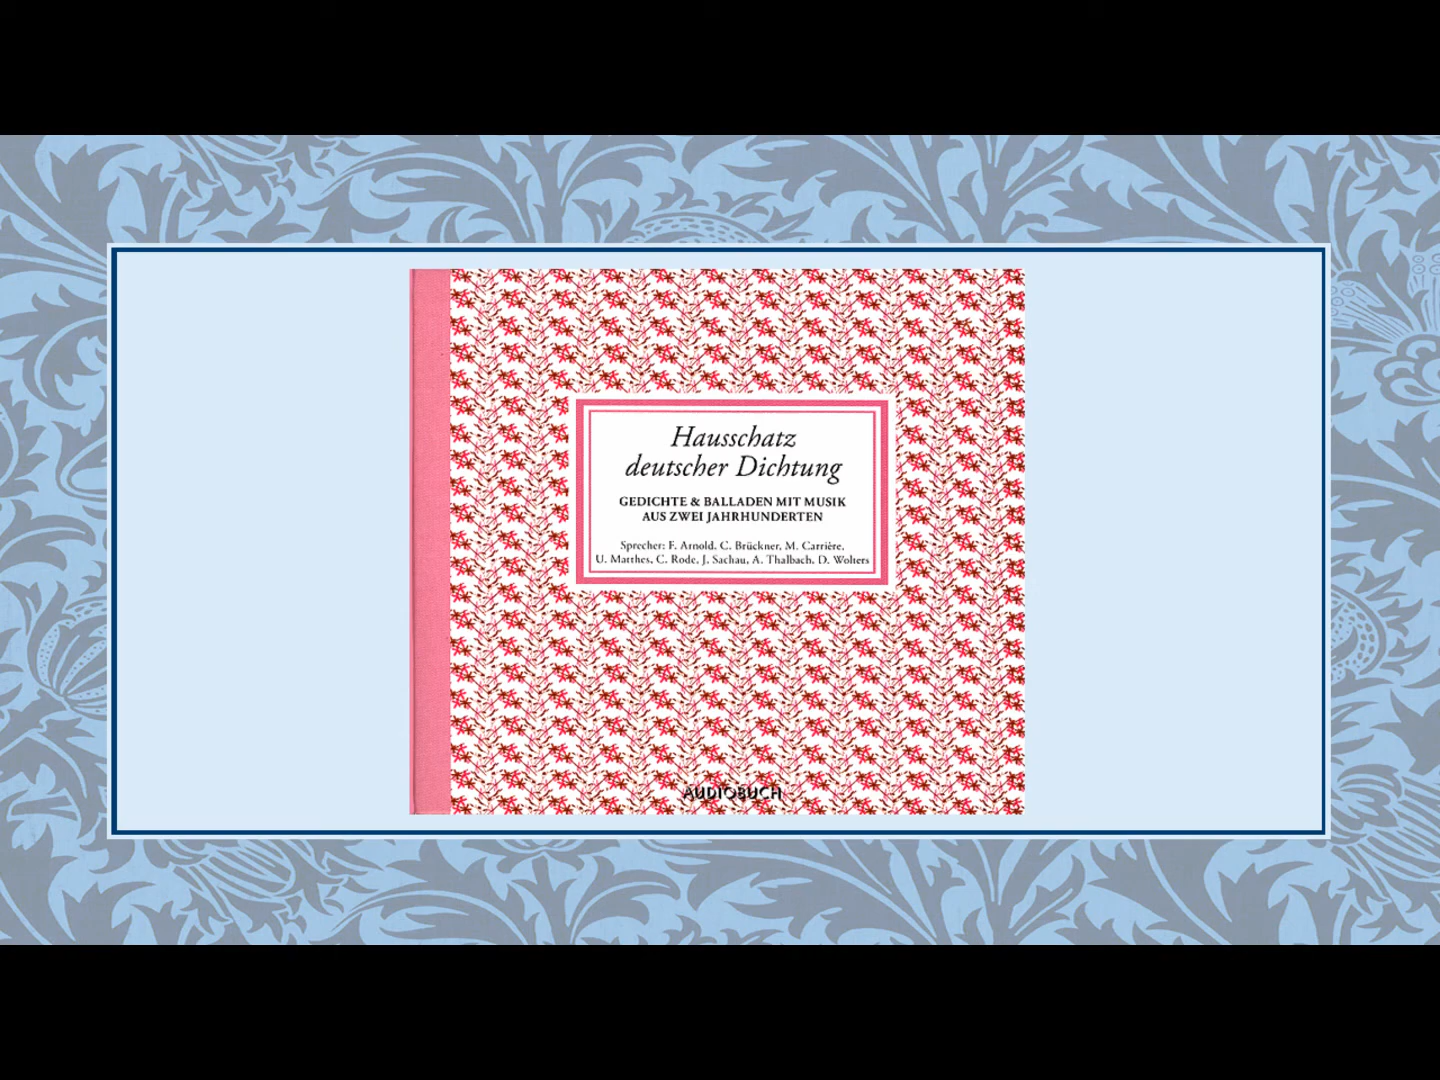 Hausschatz
deutscher Dichtung
GEDICHTE & BALLADEN MIT MUSIK
AUS ZWEI JAHRHUNDERTEN
Sprecher: F. Arnold, C. Brückner, M. Carrière,
U. Matthes, C. Rode, J. Sachau, A. Thalbach, D. Wolters
AUDIOBUCH